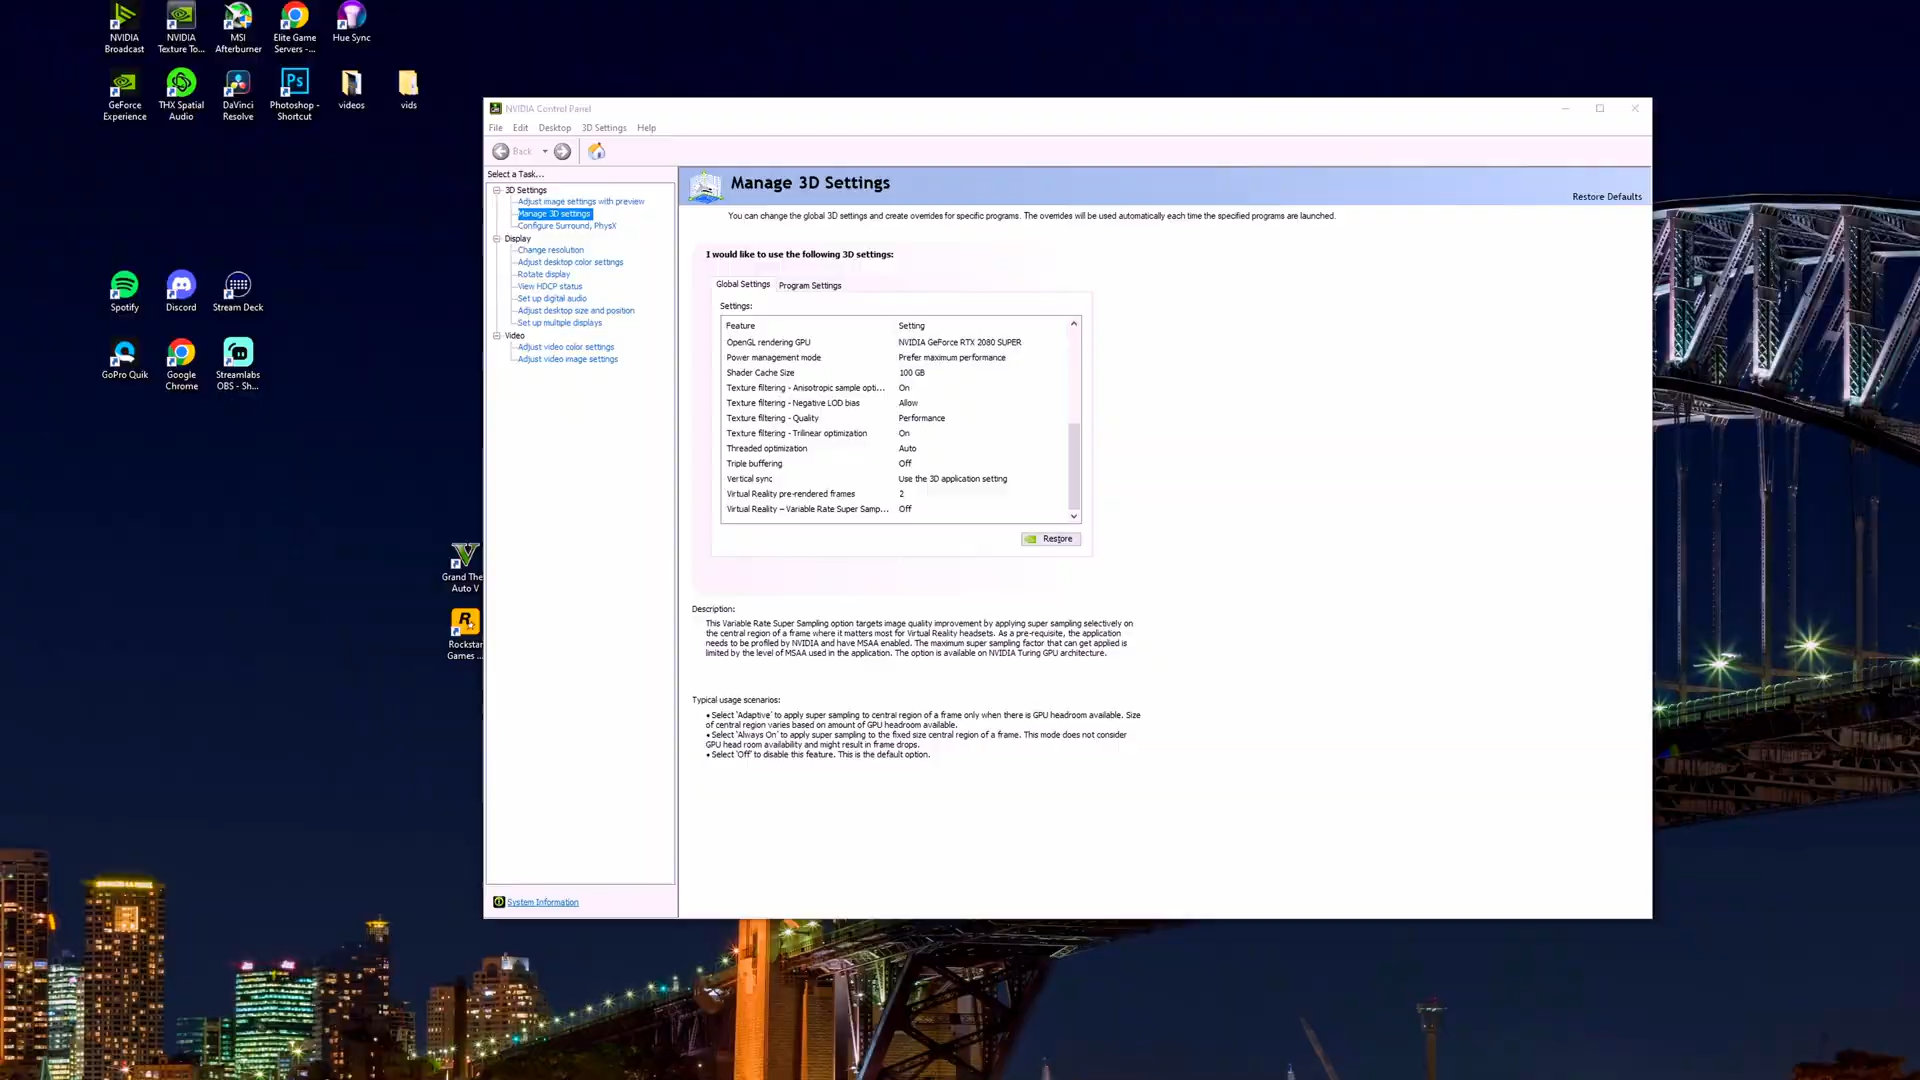 NVIDIA Broadcast
NVIDIA Texture To...
MSI Afterburner
Elite Game Servers -...
Hue Sync
GeForce Experience
THX Spatial Audio
DaVinci Resolve
Photoshop - Shortcut
videos
vids
Spotify
Discord
Stream Deck
GoPro Quik
Google Chrome
Streamlabs OBS - Sh...
Grand The
Auto V
Rockstar
Games ...
NVIDIA Control Panel
File Edit Desktop 3D Settings Help
Back
Select a Task...
3D Settings
Adjust image settings with preview
Manage 3D settings
Configure Surround, PhysX
Display
Change resolution
Adjust desktop color settings
Rotate display
View HDCP status
Set up digital audio
Adjust desktop size and position
Set up multiple displays
Video
Adjust video color settings
Adjust video image settings
System Information
Manage 3D Settings
Restore Defaults
You can change the global 3D settings and create overrides for specific programs. The overrides will be used automatically each time the specified programs are launched.
I would like to use the following 3D settings:
Global Settings Program Settings
Settings:
Feature Setting
OpenGL rendering GPU NVIDIA GeForce RTX 2080 SUPER
Power management mode Prefer maximum performance
Shader Cache Size 100 GB
Texture filtering - Anisotropic sample opti... On
Texture filtering - Negative LOD bias Allow
Texture filtering - Quality Performance
Texture filtering - Trilinear optimization On
Threaded optimization Auto
Triple buffering Off
Vertical sync Use the 3D application setting
Virtual Reality pre-rendered frames 2
Virtual Reality – Variable Rate Super Samp... Off
Restore
Description:
This Variable Rate Super Sampling option targets image quality improvement by applying super sampling selectively on
the central region of a frame where it matters most for Virtual Reality headsets. As a pre-requisite, the application
needs to be profiled by NVIDIA and have MSAA enabled. The maximum super sampling factor that can get applied is
limited by the level of MSAA used in the application. The option is available on NVIDIA Turing GPU architecture.
Typical usage scenarios:
• Select 'Adaptive' to apply super sampling to central region of a frame only when there is GPU headroom available. Size
of central region varies based on amount of GPU headroom available.
• Select 'Always On' to apply super sampling to the fixed size central region of a frame. This mode does not consider
GPU head room availability and might result in frame drops.
• Select 'Off' to disable this feature. This is the default option.